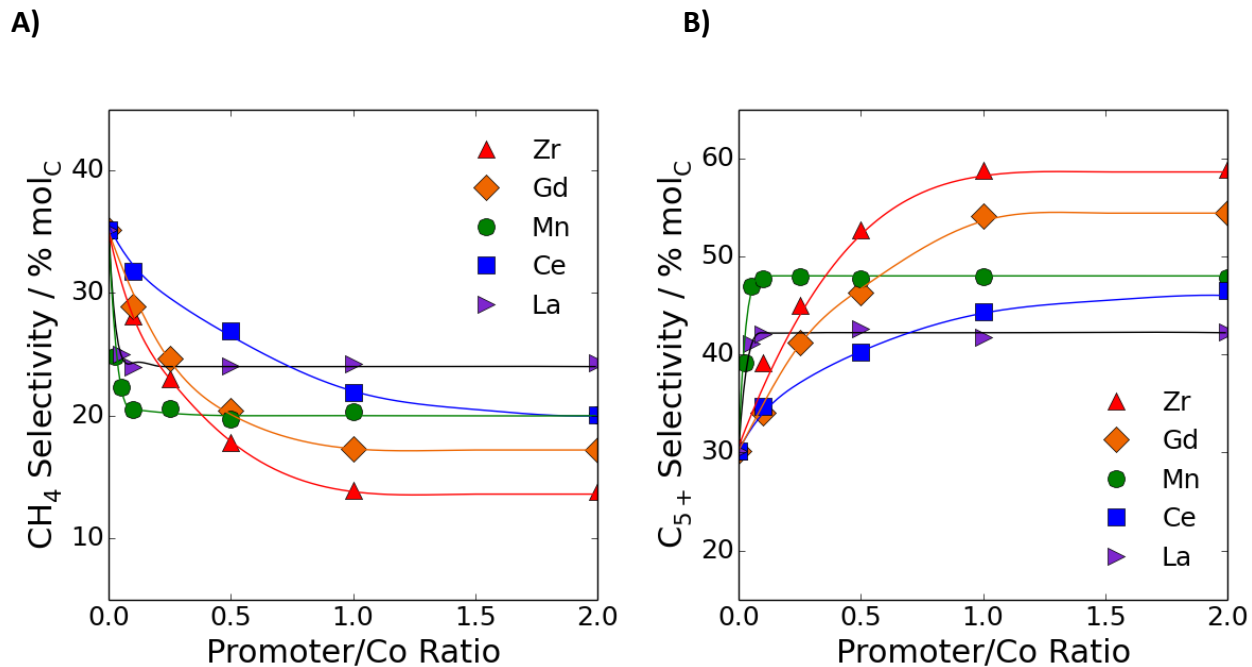 A)
CH₄ Selectivity / % mol_C
40
30
20
10
0.0 0.5 1.0 1.5 2.0
Promoter/Co Ratio
Zr
Gd
Mn
Ce
La
B)
C₅₊ Selectivity / % mol_C
60
50
40
30
20
0.0 0.5 1.0 1.5 2.0
Promoter/Co Ratio
Zr
Gd
Mn
Ce
La